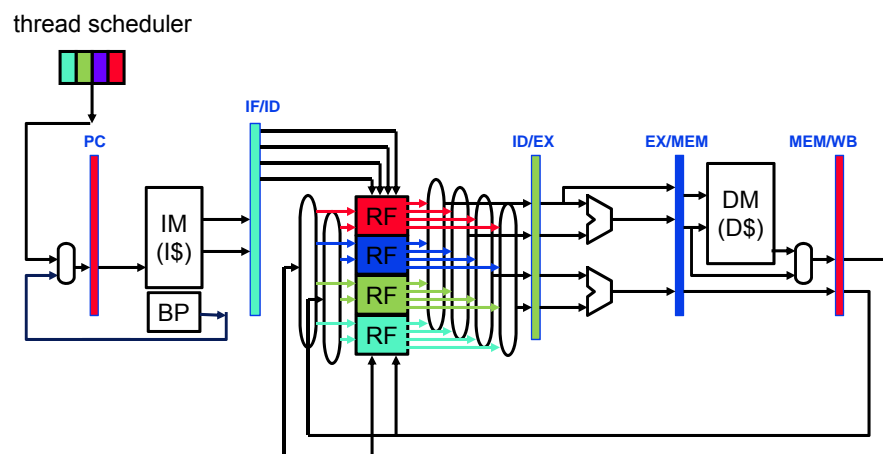 thread scheduler
IF/ID
PC
ID/EX
EX/MEM
MEM/WB
IM
(I$)
BP
RF
RF
RF
RF
DM
(D$)